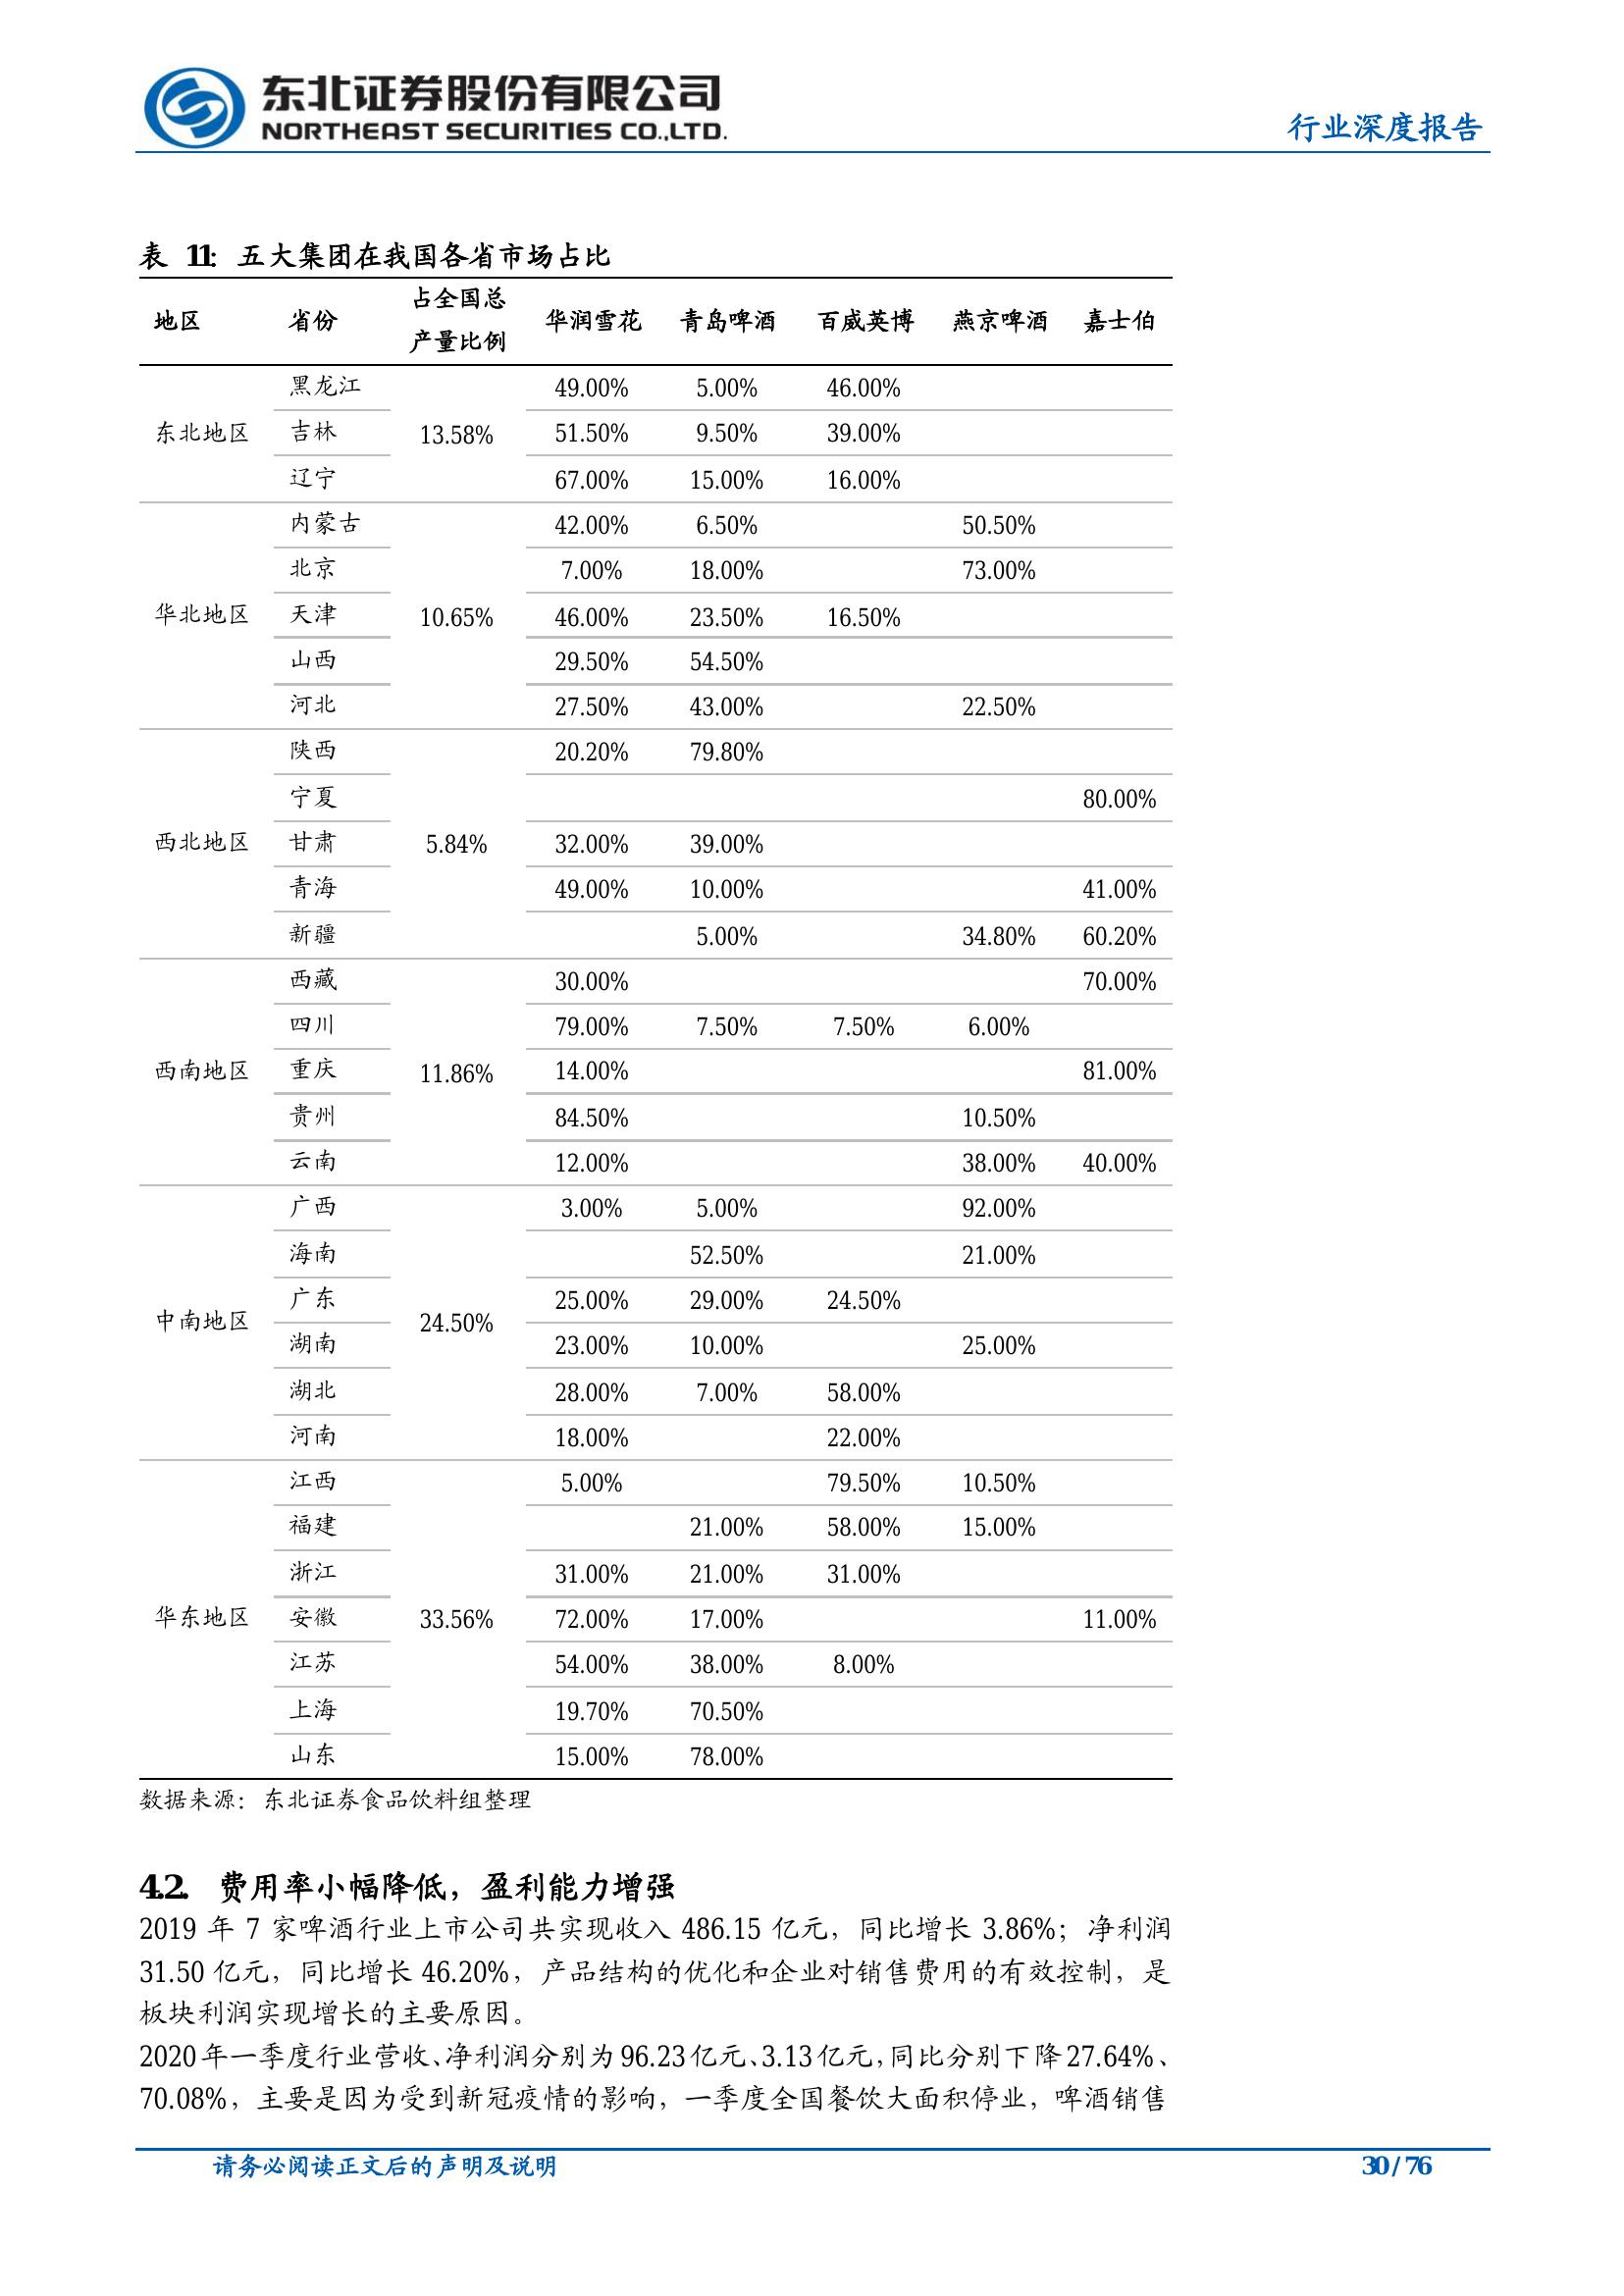 东北证券股份有限公司
NORTHEAST SECURITIES CO.,LTD.
行业深度报告
表 11: 五大集团在我国各省市场占比
地区 省份 占全国总产量比例 华润雪花 青岛啤酒 百威英博 燕京啤酒 嘉士伯
黑龙江 49.00% 5.00% 46.00%
东北地区 吉林 13.58% 51.50% 9.50% 39.00%
辽宁 67.00% 15.00% 16.00%
内蒙古 42.00% 6.50% 50.50%
北京 7.00% 18.00% 73.00%
华北地区 天津 10.65% 46.00% 23.50% 16.50%
山西 29.50% 54.50%
河北 27.50% 43.00% 22.50%
陕西 20.20% 79.80%
宁夏 80.00%
西北地区 甘肃 5.84% 32.00% 39.00%
青海 49.00% 10.00% 41.00%
新疆 5.00% 34.80% 60.20%
西藏 30.00% 70.00%
四川 79.00% 7.50% 7.50% 6.00%
西南地区 重庆 11.86% 14.00% 81.00%
贵州 84.50% 10.50%
云南 12.00% 38.00% 40.00%
广西 3.00% 5.00% 92.00%
海南 52.50% 21.00%
中南地区 广东 24.50% 25.00% 29.00% 24.50%
湖南 23.00% 10.00% 25.00%
湖北 28.00% 7.00% 58.00%
河南 18.00% 22.00%
江西 5.00% 79.50% 10.50%
福建 21.00% 58.00% 15.00%
浙江 31.00% 21.00% 31.00%
华东地区 安徽 33.56% 72.00% 17.00% 11.00%
江苏 54.00% 38.00% 8.00%
上海 19.70% 70.50%
山东 15.00% 78.00%
数据来源：东北证券食品饮料组整理
4.2. 费用率小幅降低，盈利能力增强
2019 年 7 家啤酒行业上市公司共实现收入 486.15 亿元，同比增长 3.86%；净利润
31.50 亿元，同比增长 46.20%，产品结构的优化和企业对销售费用的有效控制，是
板块利润实现增长的主要原因。
2020年一季度行业营收、净利润分别为96.23亿元、3.13亿元，同比分别下降27.64%、
70.08%，主要是因为受到新冠疫情的影响，一季度全国餐饮大面积停业，啤酒销售
请务必阅读正文后的声明及说明
30 / 76